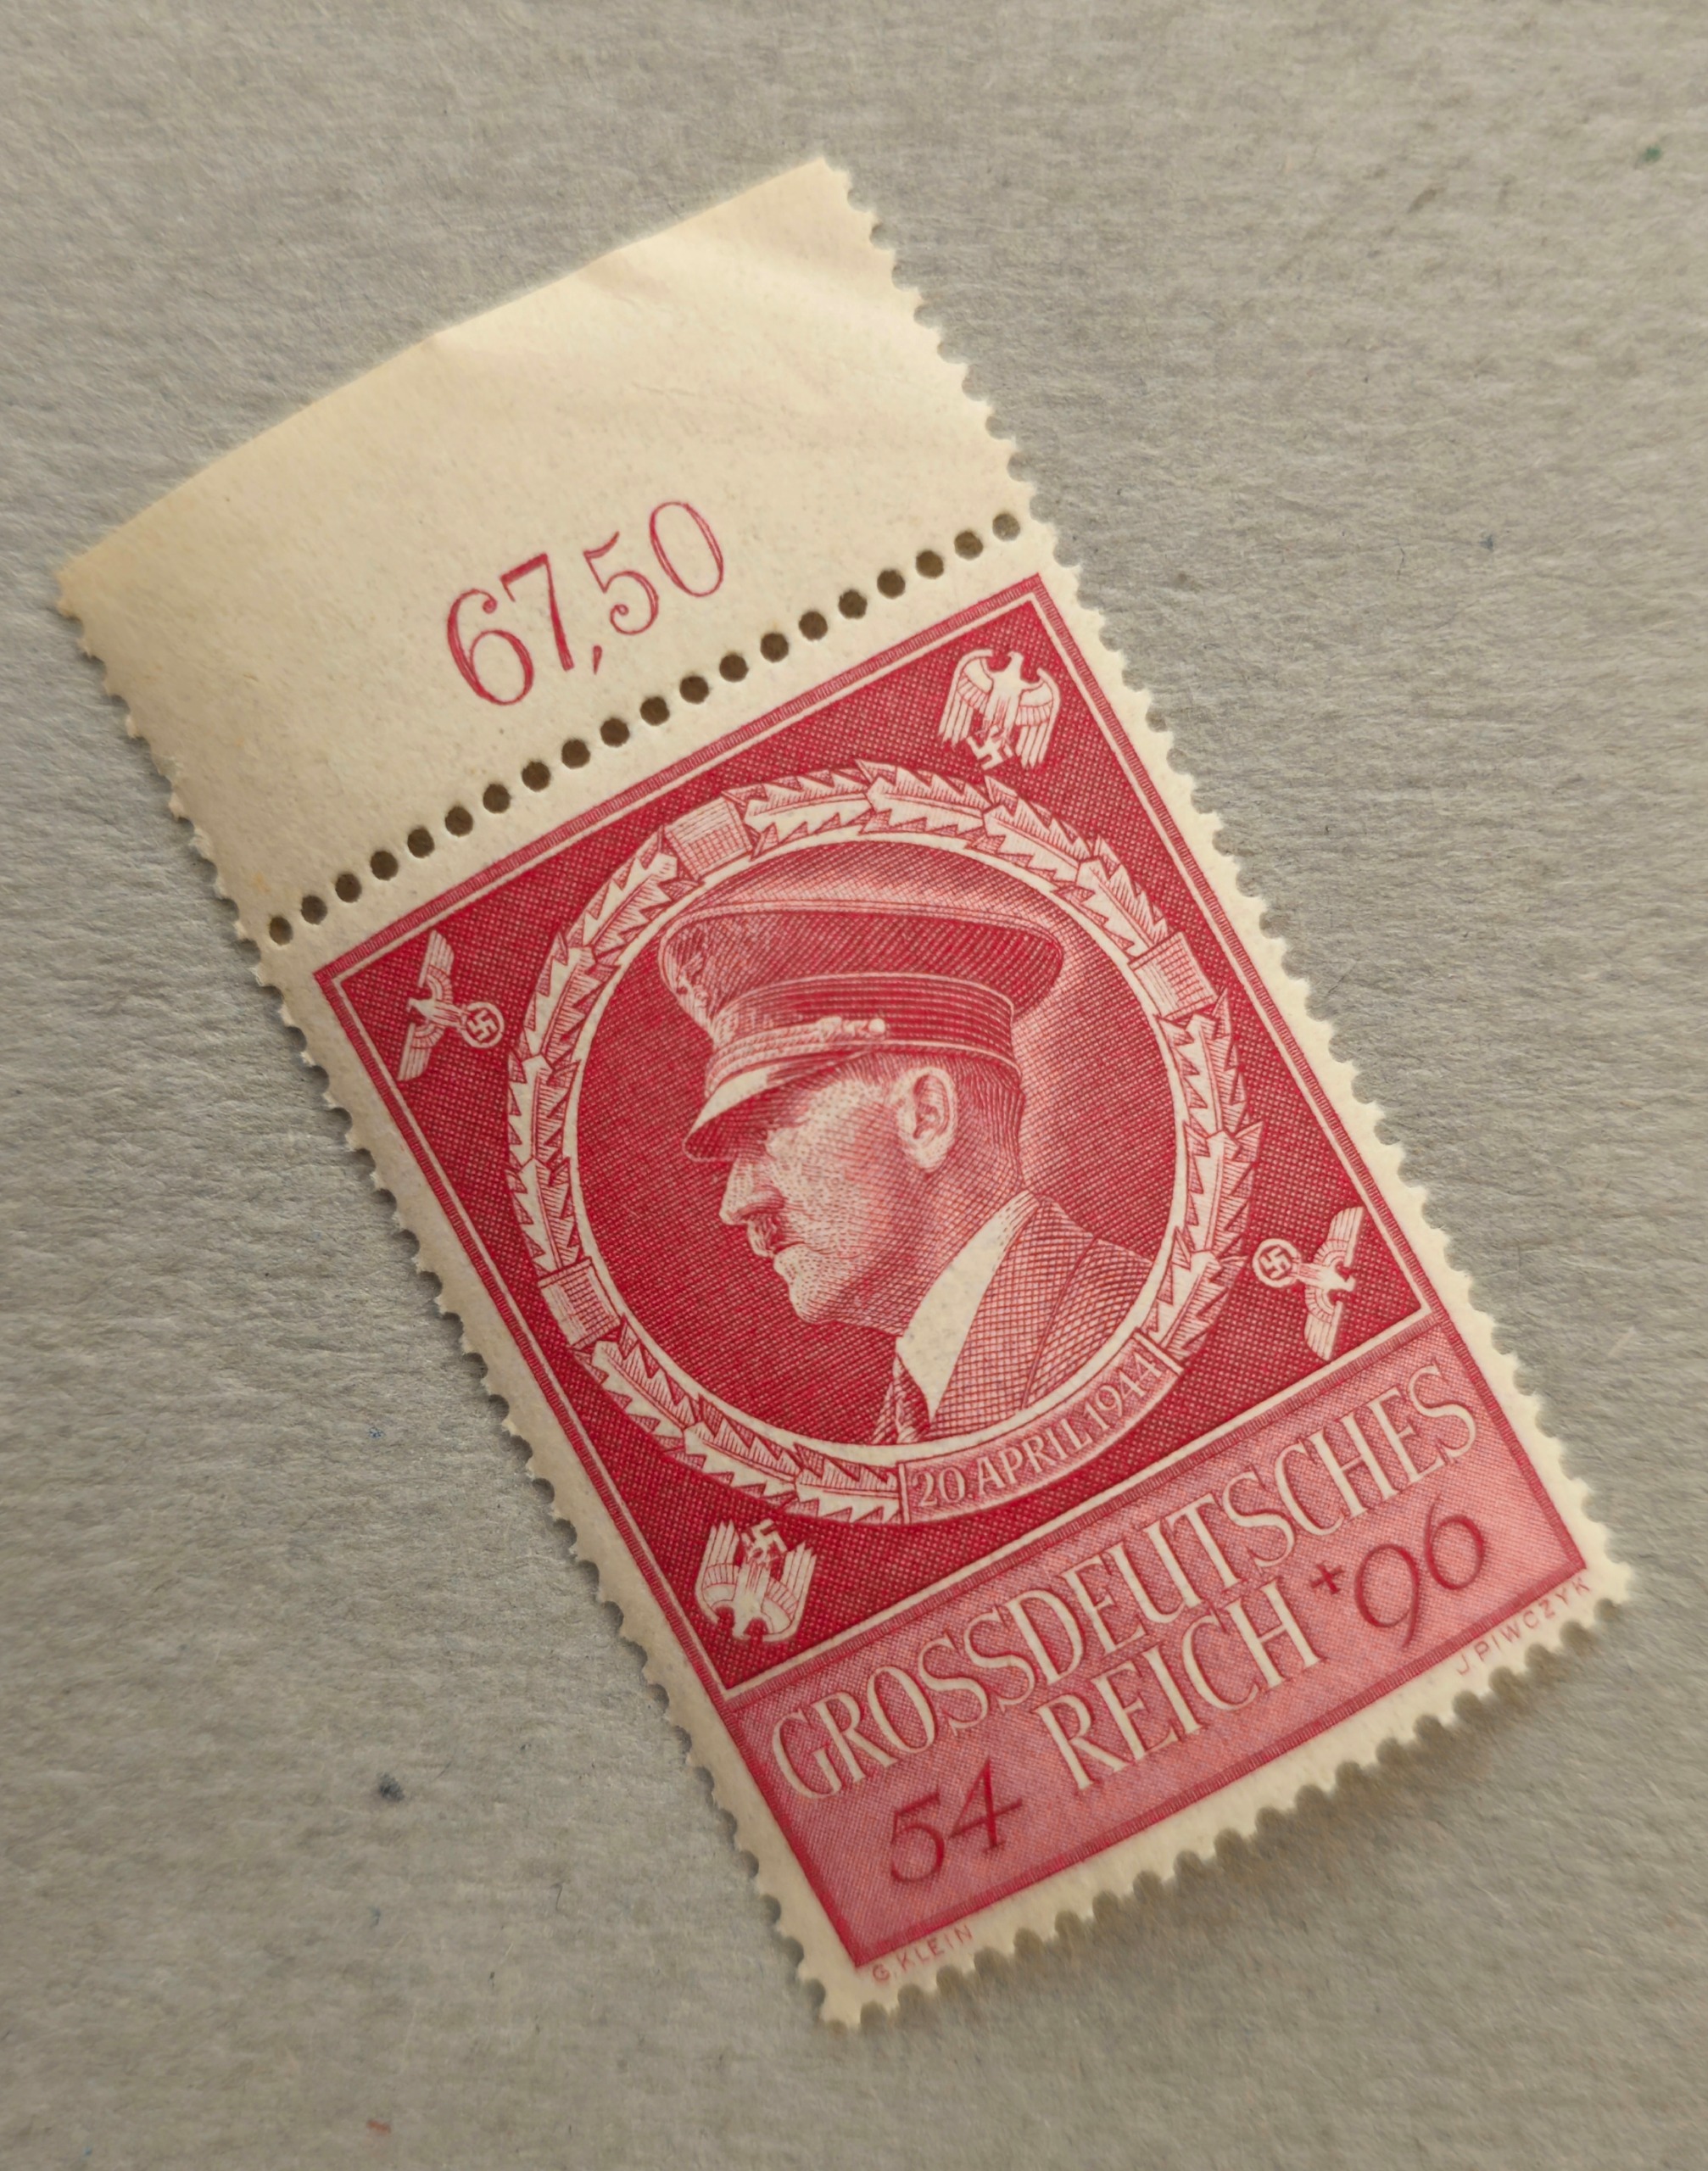 67,50
20.APRIL 1944
GROSSDEUTSCHES
54 REICH +96
G. KLEIN J. PIWCZYK